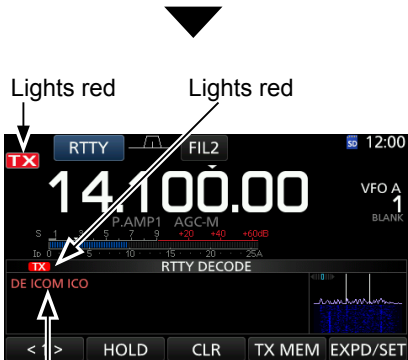 Lights red Lights red
TX RTTY FIL2 SD 12:00
14.100.00
VFO A
1
BLANK
P.AMP1 AGC-M
S 1 3 5 7 9 +20 +40 +60dB
ID 0 5 10 15 20 25A
TX RTTY DECODE
DE ICOM ICO
< 1 > HOLD CLR TX MEM EXPD/SET